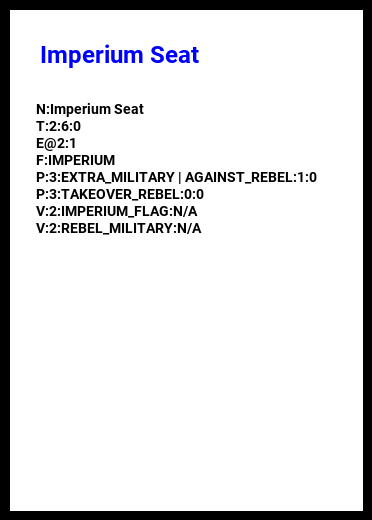 Imperium Seat
N:Imperium Seat
T:2:6:0
E@2:1
F:IMPERIUM
P:3:EXTRA_MILITARY | AGAINST_REBEL:1:0
P:3:TAKEOVER_REBEL:0:0
V:2:IMPERIUM_FLAG:N/A
V:2:REBEL_MILITARY:N/A